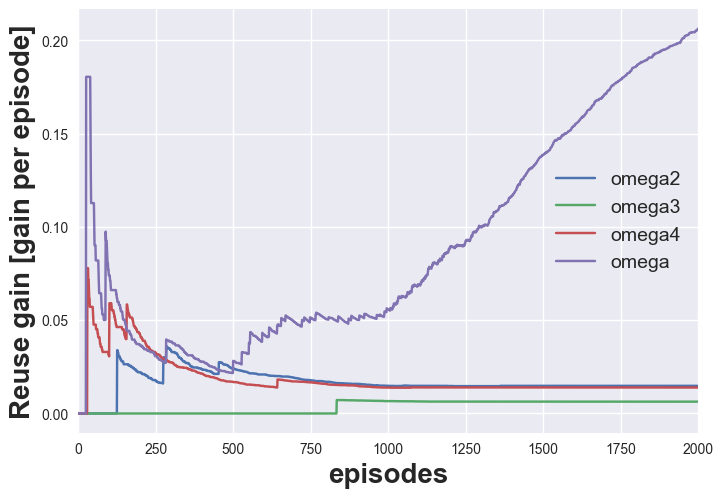 Reuse gain [gain per episode]
0.20
0.15
0.10
0.05
0.00
omega2
omega3
omega4
omega
0 250 500 750 1000 1250 1500 1750 2000
episodes